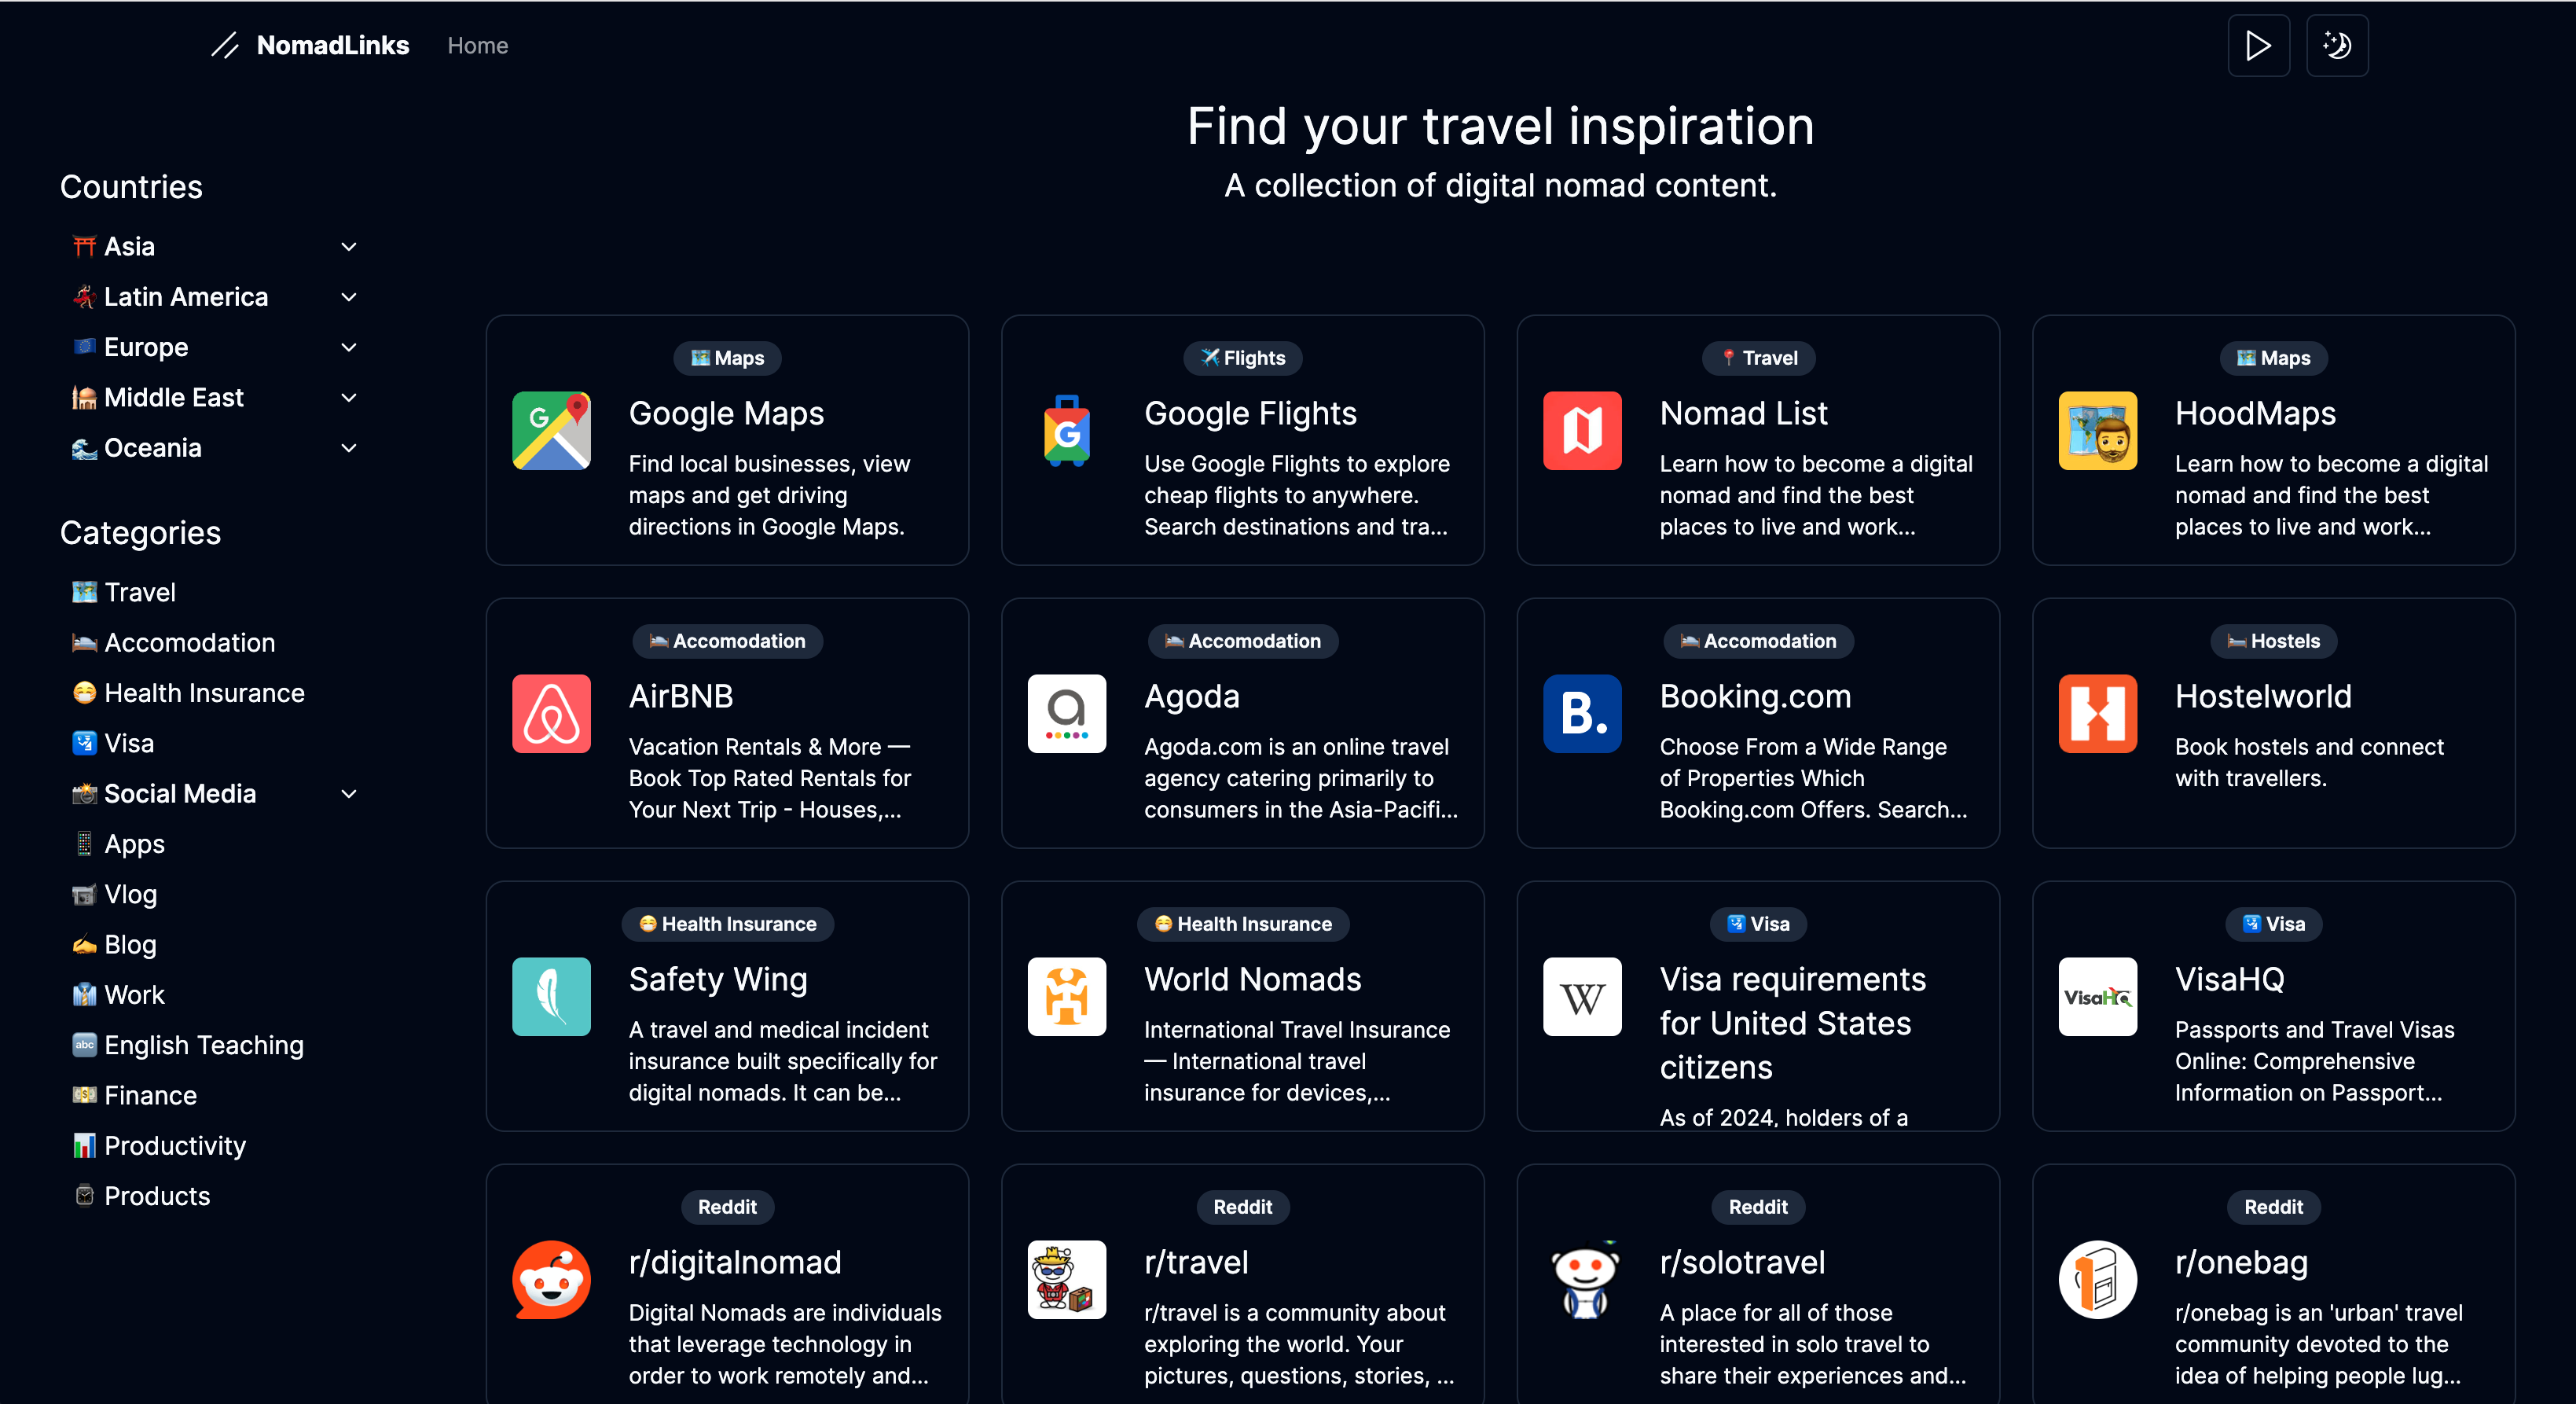 NomadLinks
Home
Find your travel inspiration
A collection of digital nomad content.
Countries
Asia
Latin America
Europe
Middle East
Oceania
Categories
Travel
Accomodation
Health Insurance
Visa
Social Media
Apps
Vlog
Blog
Work
English Teaching
Finance
Productivity
Products
Maps
Google Maps
Find local businesses, view
maps and get driving
directions in Google Maps.
Flights
Google Flights
Use Google Flights to explore
cheap flights to anywhere.
Search destinations and tra...
Travel
Nomad List
Learn how to become a digital
nomad and find the best
places to live and work...
Maps
HoodMaps
Learn how to become a digital
nomad and find the best
places to live and work...
Accomodation
AirBNB
Vacation Rentals & More —
Book Top Rated Rentals for
Your Next Trip - Houses,...
Accomodation
Agoda
Agoda.com is an online travel
agency catering primarily to
consumers in the Asia-Pacifi...
Accomodation
B.
Booking.com
Choose From a Wide Range
of Properties Which
Booking.com Offers. Search...
Hostels
Hostelworld
Book hostels and connect
with travellers.
Health Insurance
Safety Wing
A travel and medical incident
insurance built specifically for
digital nomads. It can be...
Health Insurance
World Nomads
International Travel Insurance
— International travel
insurance for devices,...
Visa
W
Visa requirements
for United States
citizens
As of 2024, holders of a
Visa
VisaHQ
VisaHQ
Passports and Travel Visas
Online: Comprehensive
Information on Passport...
Reddit
r/digitalnomad
Digital Nomads are individuals
that leverage technology in
order to work remotely and...
Reddit
r/travel
r/travel is a community about
exploring the world. Your
pictures, questions, stories, ...
Reddit
r/solotravel
A place for all of those
interested in solo travel to
share their experiences and...
Reddit
r/onebag
r/onebag is an 'urban' travel
community devoted to the
idea of helping people lug...